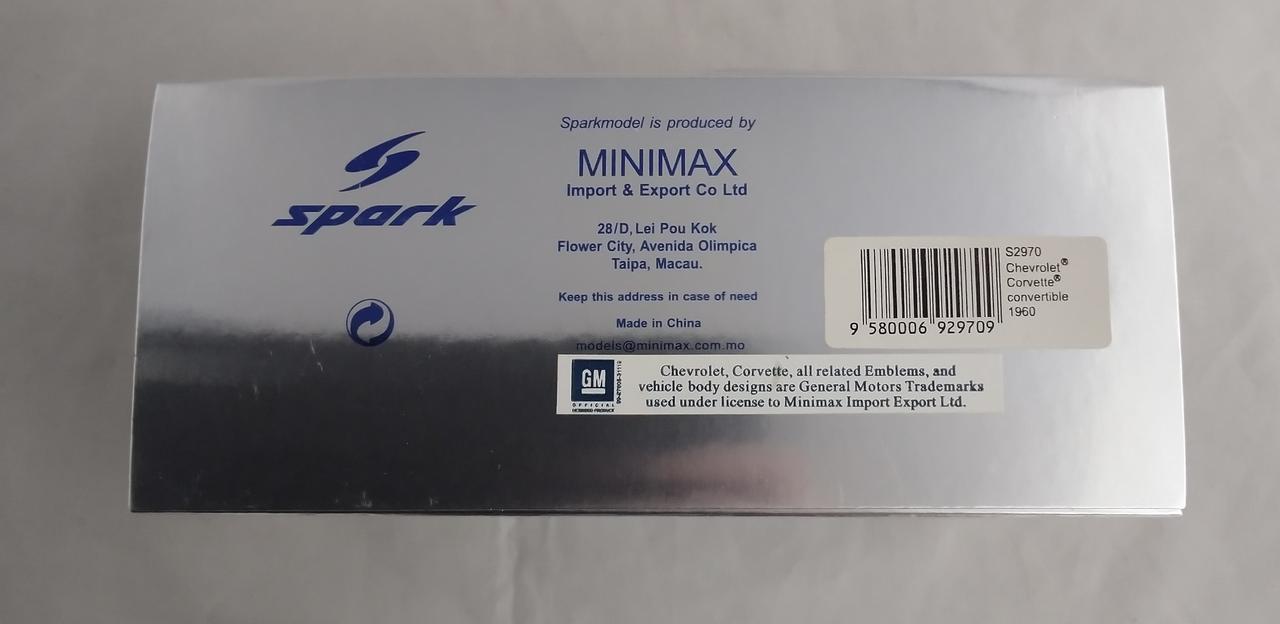 spark
Sparkmodel is produced by
MINIMAX
Import & Export Co Ltd
28/D, Lei Pou Kok
Flower City, Avenida Olimpica
Taipa, Macau.
Keep this address in case of need
Made in China
models@minimax.com.mo
S2970
Chevrolet®
Corvette®
convertible
1960
9 580006 929709
GM
OFFICIAL
LICENSED PRODUCT
Chevrolet, Corvette, all related Emblems, and
vehicle body designs are General Motors Trademarks
used under license to Minimax Import Export Ltd.